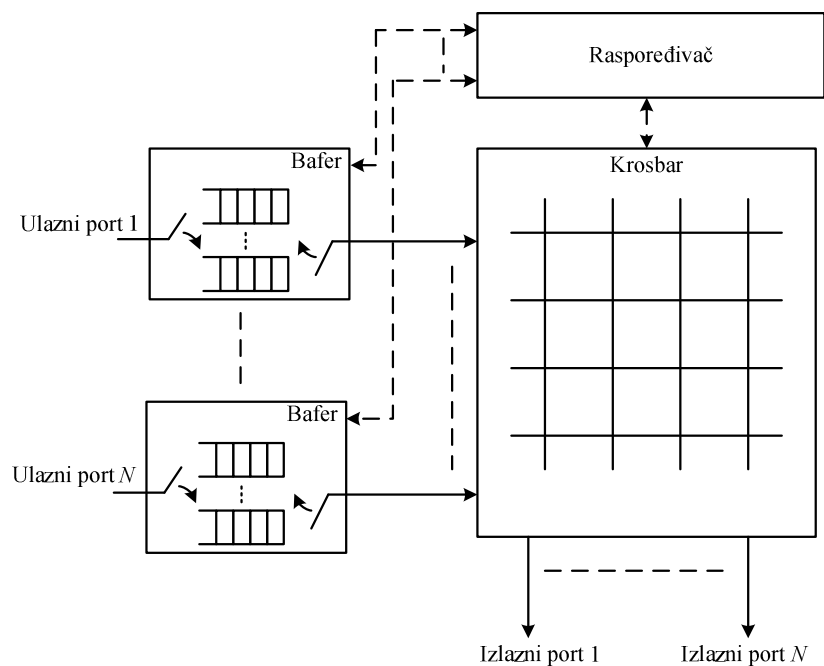 Raspoređivač
Bafer
Krosbar
Ulazni port 1
Bafer
Ulazni port N
Izlazni port 1
Izlazni port N